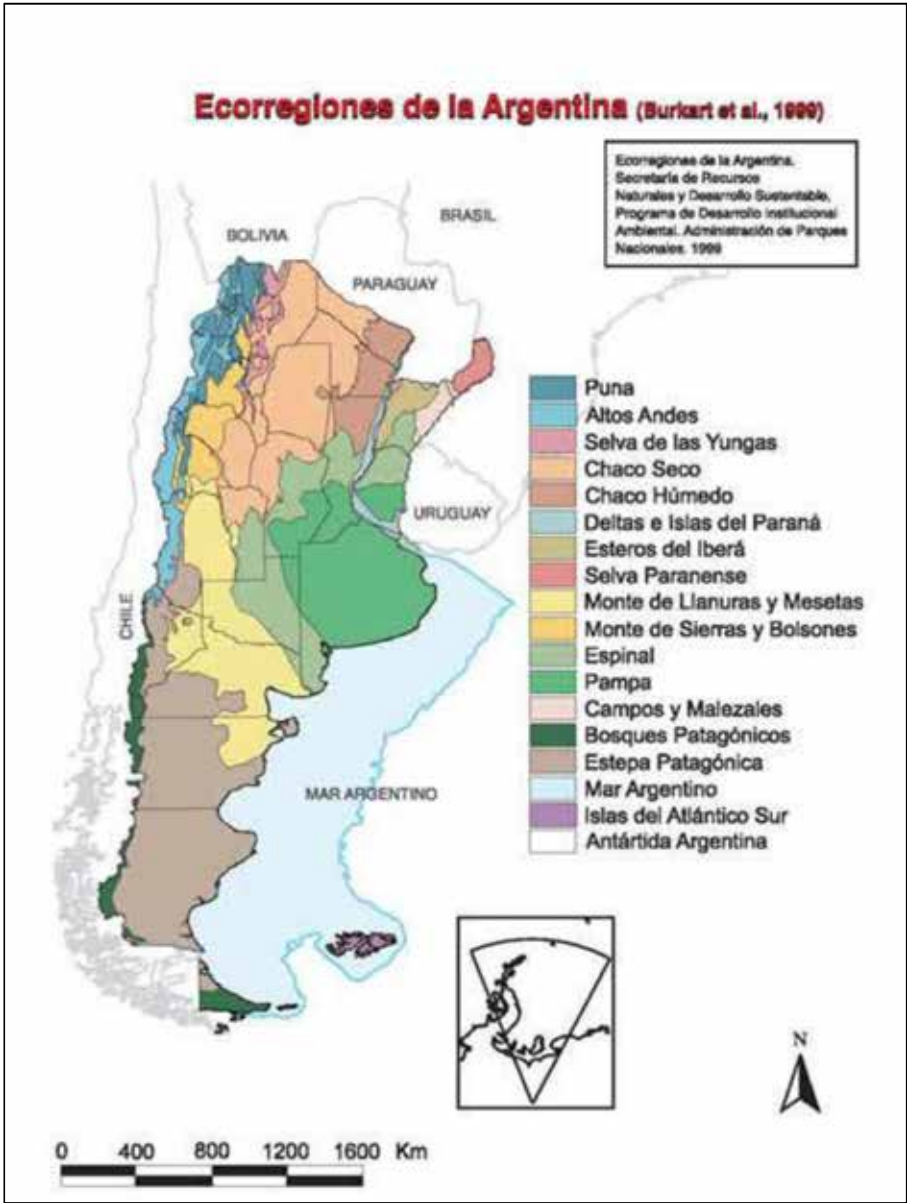 Ecorregiones de la Argentina (Burkart et al., 1999)
Ecorregiones de la Argentina.
Secretaría de Recursos
Naturales y Desarrollo Sustentable,
Programa de Desarrollo Institucional
Ambiental. Administración de Parques
Nacionales. 1999
BRASIL
BOLIVIA
PARAGUAY
URUGUAY
CHILE
MAR ARGENTINO
Puna
Altos Andes
Selva de las Yungas
Chaco Seco
Chaco Húmedo
Deltas e Islas del Paraná
Esteros del Iberá
Selva Paranense
Monte de Llanuras y Mesetas
Monte de Sierras y Bolsones
Espinal
Pampa
Campos y Malezales
Bosques Patagónicos
Estepa Patagónica
Mar Argentino
Islas del Atlántico Sur
Antártida Argentina
N
0 400 800 1200 1600 Km